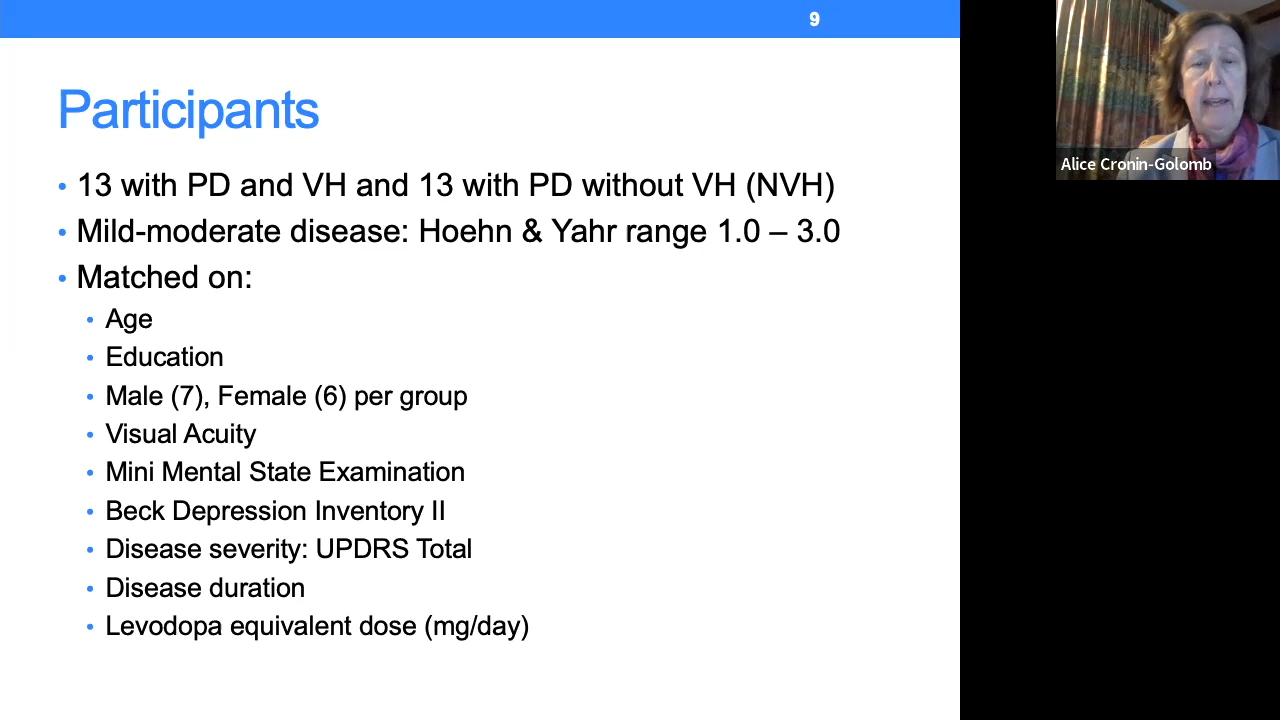 9
Participants
• 13 with PD and VH and 13 with PD without VH (NVH)
• Mild-moderate disease: Hoehn & Yahr range 1.0 – 3.0
• Matched on:
• Age
• Education
• Male (7), Female (6) per group
• Visual Acuity
• Mini Mental State Examination
• Beck Depression Inventory II
• Disease severity: UPDRS Total
• Disease duration
• Levodopa equivalent dose (mg/day)
Alice Cronin-Golomb